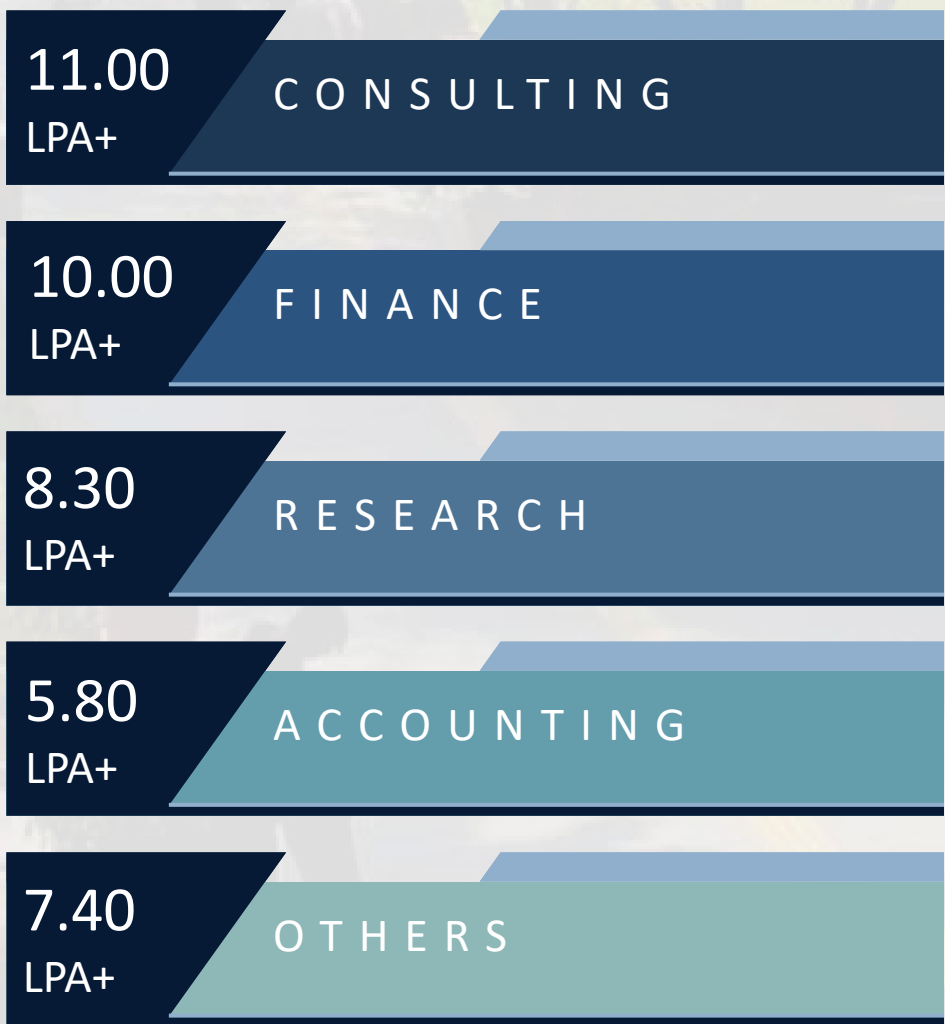 11.00
LPA+
CONSULTING
10.00
LPA+
FINANCE
8.30
LPA+
RESEARCH
5.80
LPA+
ACCOUNTING
7.40
LPA+
OTHERS